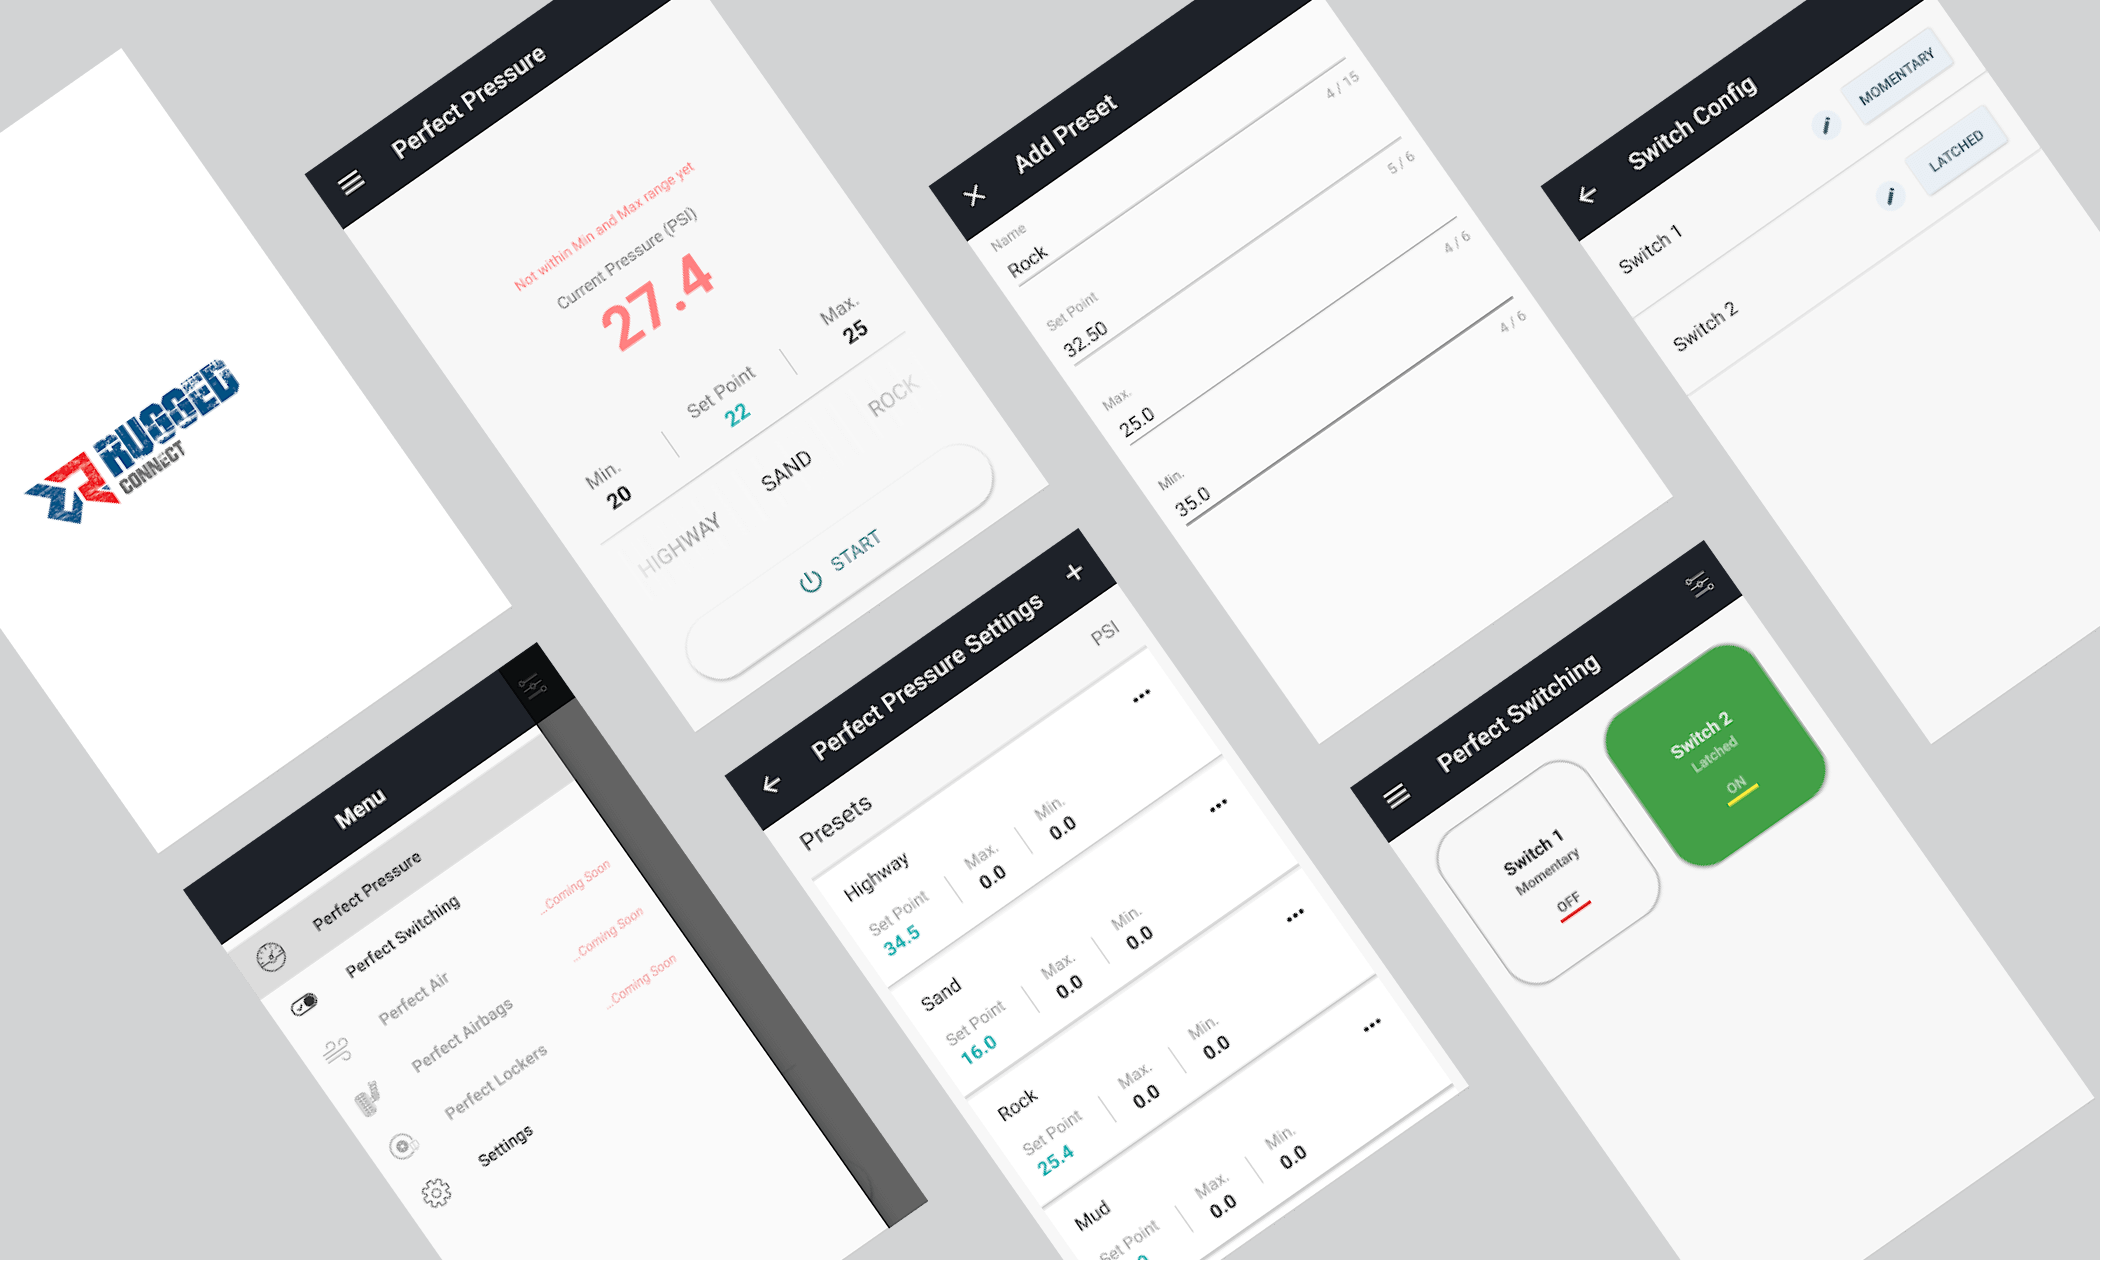 RUGGED
CONNECT
Perfect Pressure
Not within Min and Max range yet
Current Pressure (PSI)
27.4
Min.
20
Set Point
22
Max.
25
HIGHWAY
SAND
ROCK
START
Add Preset
Name
Rock
4 / 15
Set Point
32.50
5 / 6
Max.
25.0
4 / 6
Min.
35.0
4 / 6
Switch Config
Switch 1
MOMENTARY
Switch 2
LATCHED
Menu
Perfect Pressure
Perfect Switching
Perfect Air
...Coming Soon
Perfect Airbags
...Coming Soon
Perfect Lockers
...Coming Soon
Settings
Perfect Pressure Settings
Presets
PSI
Highway
Set Point
34.5
Max.
0.0
Min.
0.0
Sand
Set Point
16.0
Max.
0.0
Min.
0.0
Rock
Set Point
25.4
Max.
0.0
Min.
0.0
Mud
Set Point
Max.
0.0
Min.
0.0
Perfect Switching
Switch 1
Momentary
OFF
Switch 2
Latched
ON